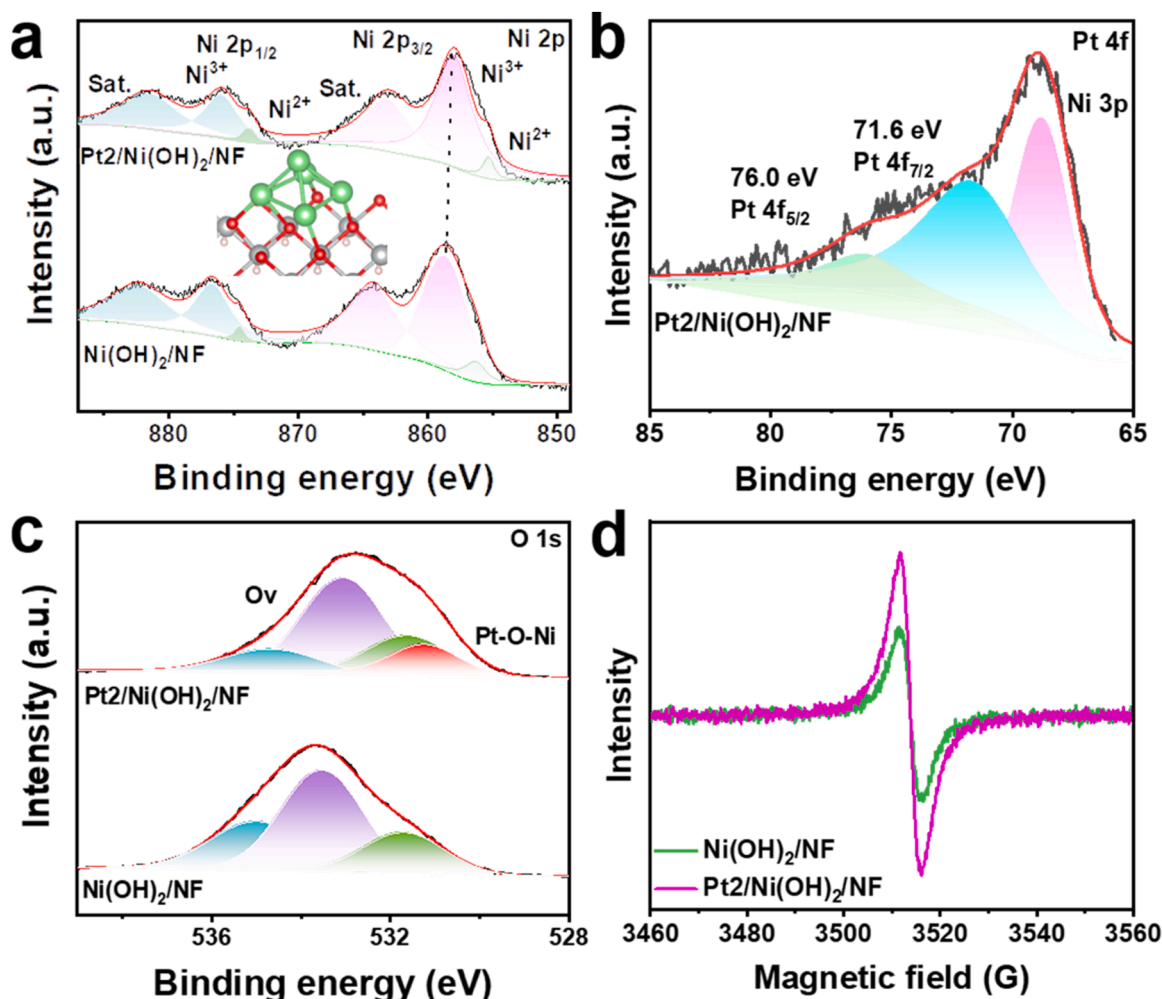 a
Ni 2p1/2
Ni 2p3/2
Ni 2p
Sat.
Ni3+
Sat.
Ni3+
Ni2+
Ni2+
Pt2/Ni(OH)2/NF
Ni(OH)2/NF
Intensity (a.u.)
880
870
860
850
Binding energy (eV)
b
Pt 4f
Ni 3p
71.6 eV
Pt 4f7/2
76.0 eV
Pt 4f5/2
Pt2/Ni(OH)2/NF
Intensity (a.u.)
85
80
75
70
65
Binding energy (eV)
c
O 1s
Ov
Pt-O-Ni
Pt2/Ni(OH)2/NF
Ni(OH)2/NF
Intensity (a.u.)
536
532
528
Binding energy (eV)
d
Intensity
Ni(OH)2/NF
Pt2/Ni(OH)2/NF
3460
3480
3500
3520
3540
3560
Magnetic field (G)